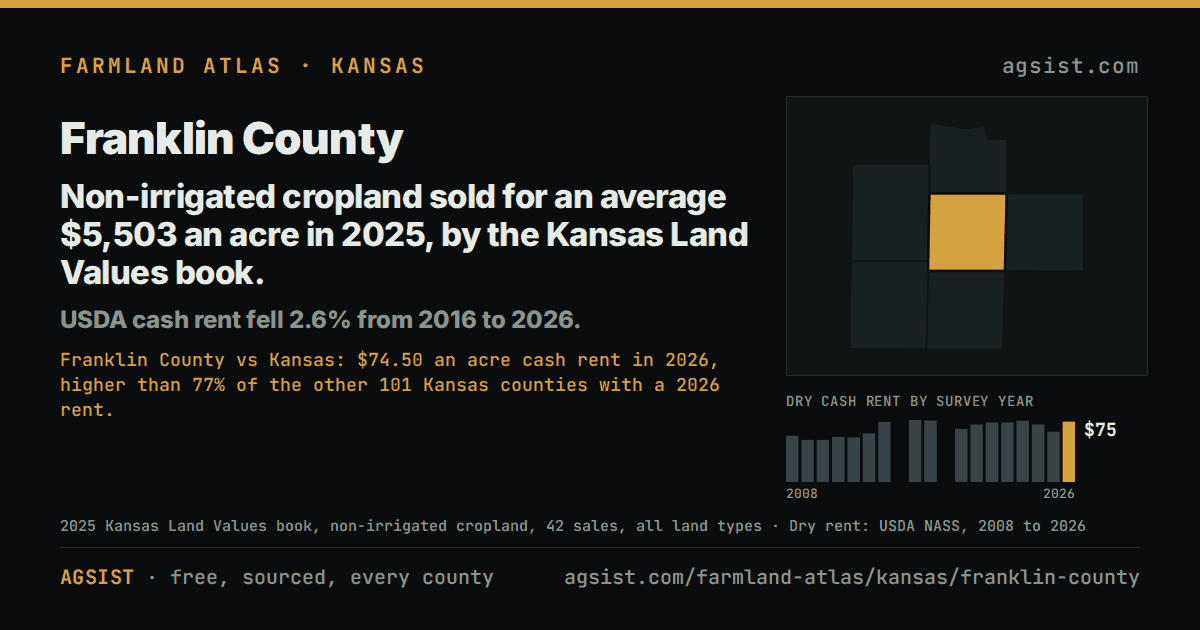 FARMLAND ATLAS · KANSAS
agsist.com
Franklin County
Non-irrigated cropland sold for an average
$5,503 an acre in 2025, by the Kansas Land
Values book.
USDA cash rent fell 2.6% from 2016 to 2026.
Franklin County vs Kansas: $74.50 an acre cash rent in 2026,
higher than 77% of the other 101 Kansas counties with a 2026
rent.
DRY CASH RENT BY SURVEY YEAR
$75
2008
2026
2025 Kansas Land Values book, non-irrigated cropland, 42 sales, all land types · Dry rent: USDA NASS, 2008 to 2026
AGSIST · free, sourced, every county
agsist.com/farmland-atlas/kansas/franklin-county